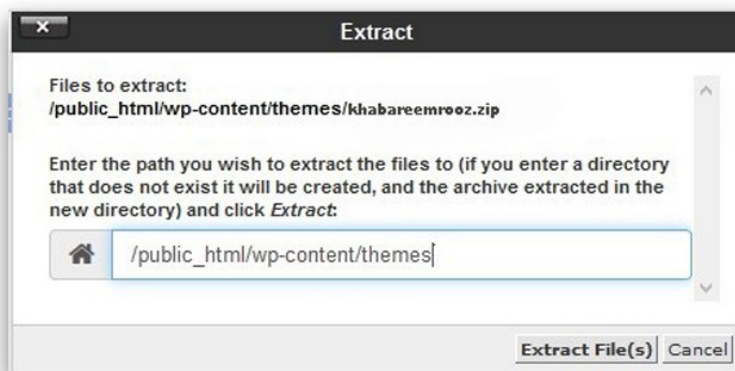 Extract
Files to extract:
/public_html/wp-content/themes/khabareemrooz.zip
Enter the path you wish to extract the files to (if you enter a directory
that does not exist it will be created, and the archive extracted in the
new directory) and click Extract:
/public_html/wp-content/themes
Extract File(s) Cancel